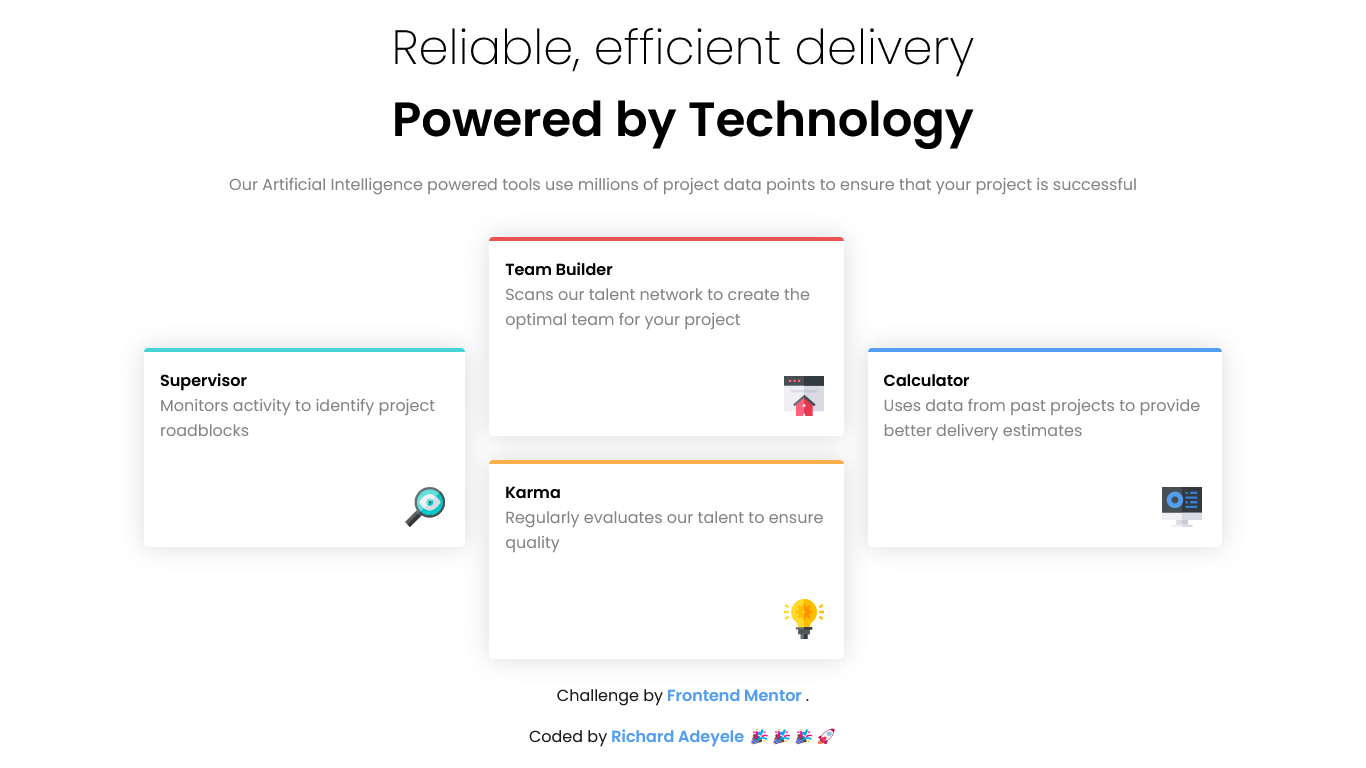 Reliable, efficient delivery
Powered by Technology
Our Artificial Intelligence powered tools use millions of project data points to ensure that your project is successful
Supervisor
Monitors activity to identify project
roadblocks
Team Builder
Scans our talent network to create the
optimal team for your project
Karma
Regularly evaluates our talent to ensure
quality
Calculator
Uses data from past projects to provide
better delivery estimates
Challenge by Frontend Mentor .
Coded by Richard Adeyele 🎉 🎉 🎉 🚀